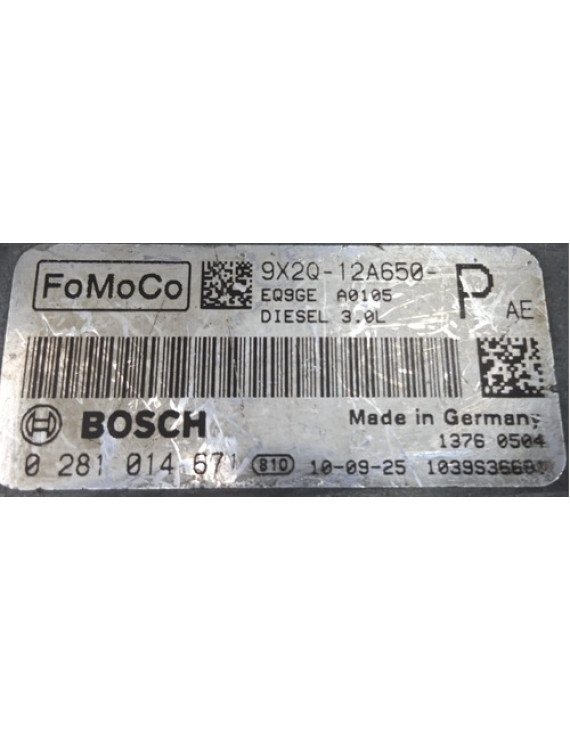 FoMoCo
9X2Q-12A650-
P
AE
EQ9GE A0105
DIESEL 3.0L
BOSCH
Made in Germany
1376 0504
0 281 014 671 810 10-09-25